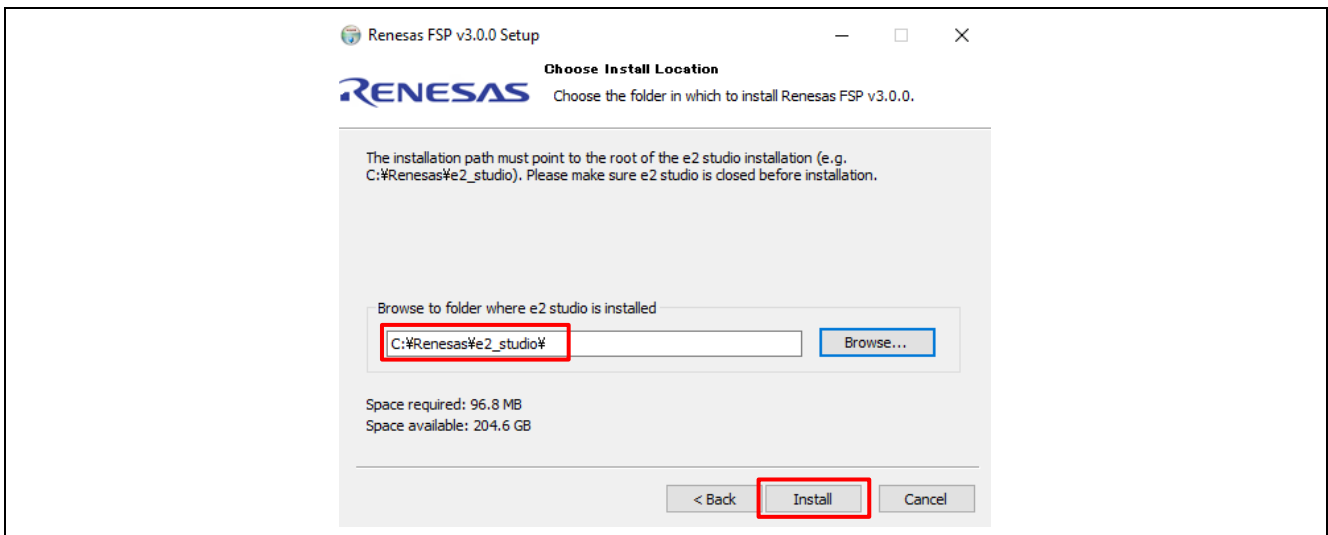 Renesas FSP v3.0.0 Setup
Choose Install Location
RENESAS
Choose the folder in which to install Renesas FSP v3.0.0.
The installation path must point to the root of the e2 studio installation (e.g.
C:¥Renesas¥e2_studio). Please make sure e2 studio is closed before installation.
Browse to folder where e2 studio is installed
C:¥Renesas¥e2_studio¥
Browse...
Space required: 96.8 MB
Space available: 204.6 GB
< Back
Install
Cancel